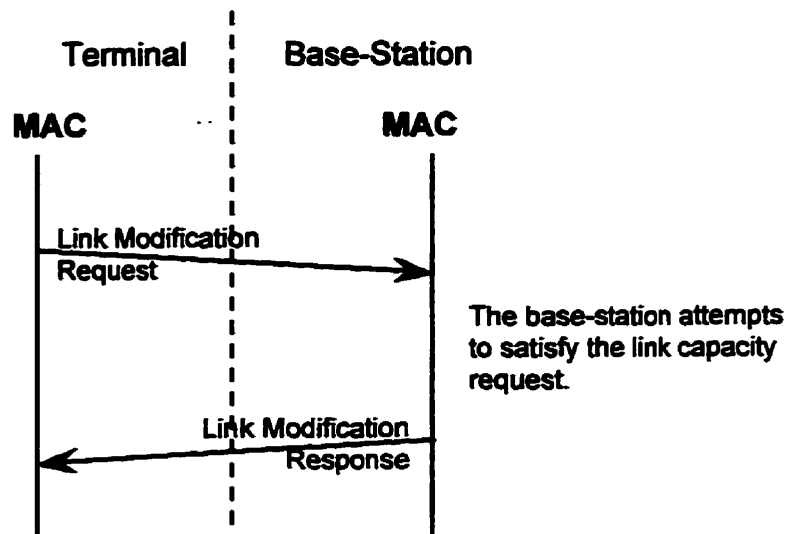 Terminal
Base-Station
MAC
MAC
Link Modification
Request
The base-station attempts
to satisfy the link capacity
request.
Link Modification
Response